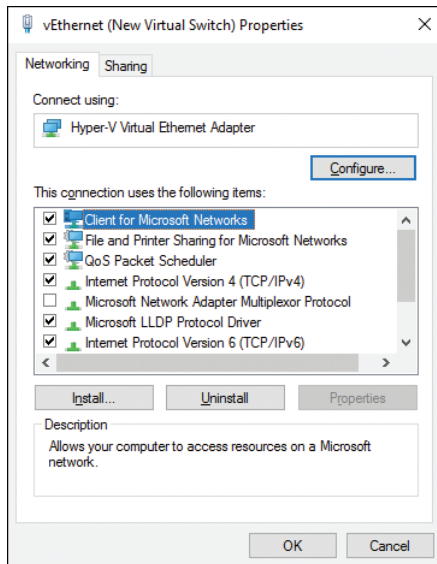 vEthernet (New Virtual Switch) Properties
Networking
Sharing
Connect using:
Hyper-V Virtual Ethernet Adapter
Configure...
This connection uses the following items:
Client for Microsoft Networks
File and Printer Sharing for Microsoft Networks
QoS Packet Scheduler
Internet Protocol Version 4 (TCP/IPv4)
Microsoft Network Adapter Multiplexor Protocol
Microsoft LLDP Protocol Driver
Internet Protocol Version 6 (TCP/IPv6)
Install...
Uninstall
Properties
Description
Allows your computer to access resources on a Microsoft
network.
OK
Cancel